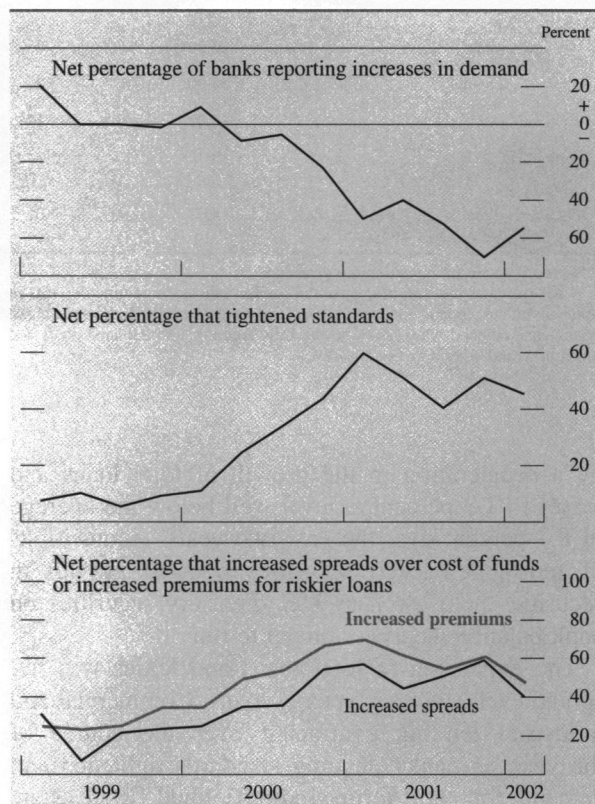 Percent
Net percentage of banks reporting increases in demand
20
+
0
–
20
40
60
Net percentage that tightened standards
60
40
20
Net percentage that increased spreads over cost of funds
or increased premiums for riskier loans
100
80
Increased premiums
60
40
Increased spreads
20
1999 2000 2001 2002